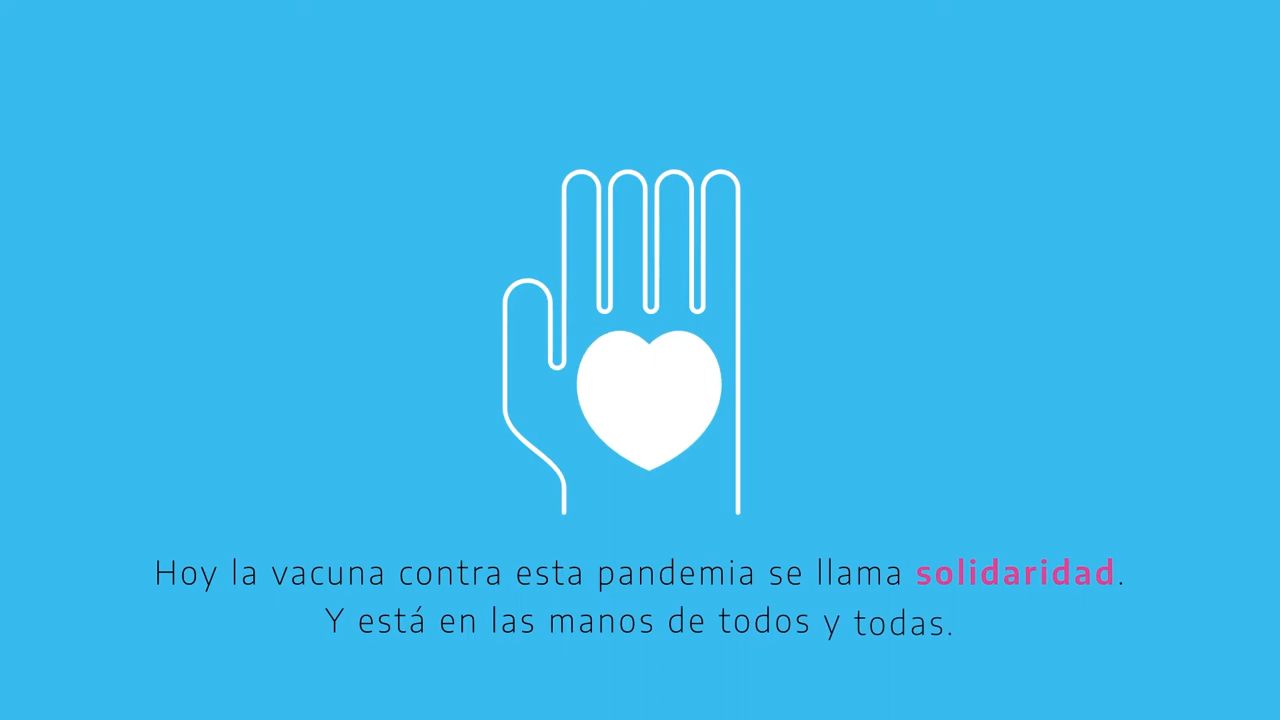 Hoy la vacuna contra esta pandemia se llama solidaridad.
Y está en las manos de todos y todas.